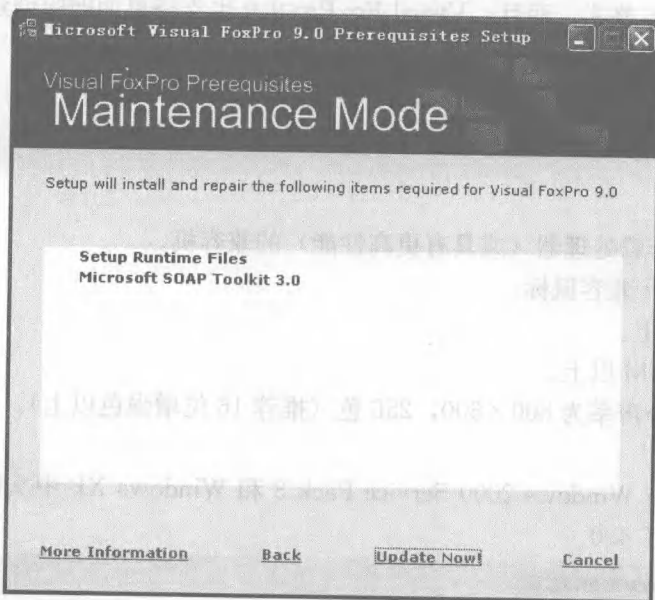 Microsoft Visual FoxPro 9.0 Prerequisites Setup
Visual FoxPro Prerequisites
Maintenance Mode
Setup will install and repair the following items required for Visual FoxPro 9.0
Setup Runtime Files
Microsoft SOAP Toolkit 3.0
More Information
Back
Update Now!
Cancel